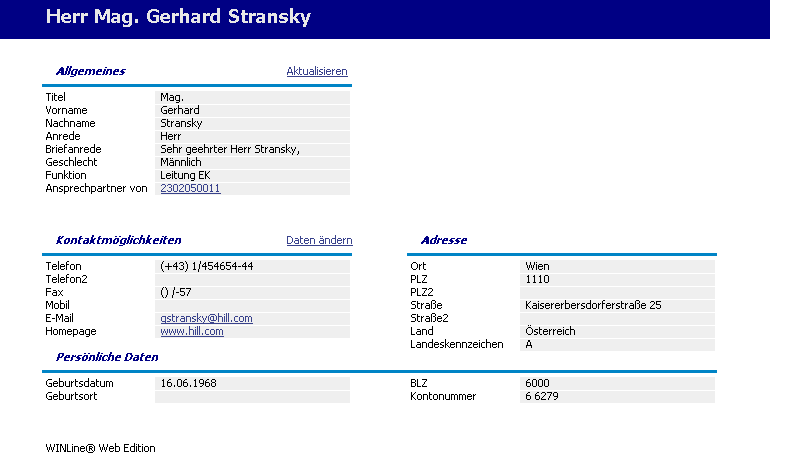 Herr Mag. Gerhard Stransky
Allgemeines Aktualisieren
Titel Mag.
Vorname Gerhard
Nachname Stransky
Anrede Herr
Briefanrede Sehr geehrter Herr Stransky,
Geschlecht Männlich
Funktion Leitung EK
Ansprechpartner von 2302050011
Kontaktmöglichkeiten Daten ändern
Telefon (+43) 1/454654-44
Telefon2
Fax () /-57
Mobil
E-Mail gstransky@hill.com
Homepage www.hill.com
Adresse
Ort Wien
PLZ 1110
PLZ2
Straße Kaisererbersdorferstraße 25
Straße2
Land Österreich
Landeskennzeichen A
Persönliche Daten
Geburtsdatum 16.06.1968
Geburtsort
BLZ 6000
Kontonummer 6 6279
WINLine® Web Edition